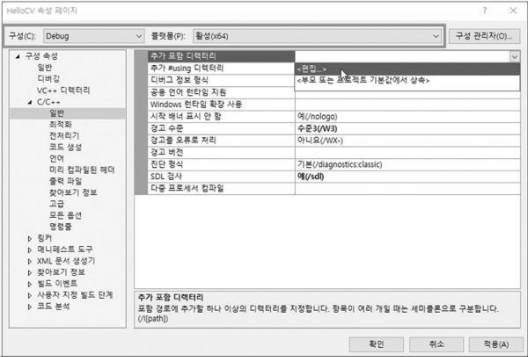 HelloCV 속성 페이지 ? ×
구성(C): Debug 플랫폼(P): 활성(x64) 구성 관리자(O)...
구성 속성
일반
디버깅
VC++ 디렉터리
C/C++
일반
최적화
전처리기
코드 생성
언어
미리 컴파일된 헤더
출력 파일
찾아보기 정보
고급
모든 옵션
명령줄
링커
매니페스트 도구
XML 문서 생성기
찾아보기 정보
빌드 이벤트
사용자 지정 빌드 단계
코드 분석
추가 포함 디렉터리
추가 #using 디렉터리 <편집...>
디버그 정보 형식 <부모 또는 프로젝트 기본값에서 상속>
공용 언어 런타임 지원
Windows 런타임 확장 사용
시작 배너 표시 안 함 예(/nologo)
경고 수준 수준3(/W3)
경고를 오류로 처리 아니요(/WX-)
경고 버전
진단 형식 기본(/diagnostics:classic)
SDL 검사 예(/sdl)
다중 프로세서 컴파일
추가 포함 디렉터리
포함 경로에 추가할 하나 이상의 디렉터리를 지정합니다. 항목이 여러 개일 때는 세미콜론으로 구분합니다.
(/I[path])
확인 취소 적용(A)